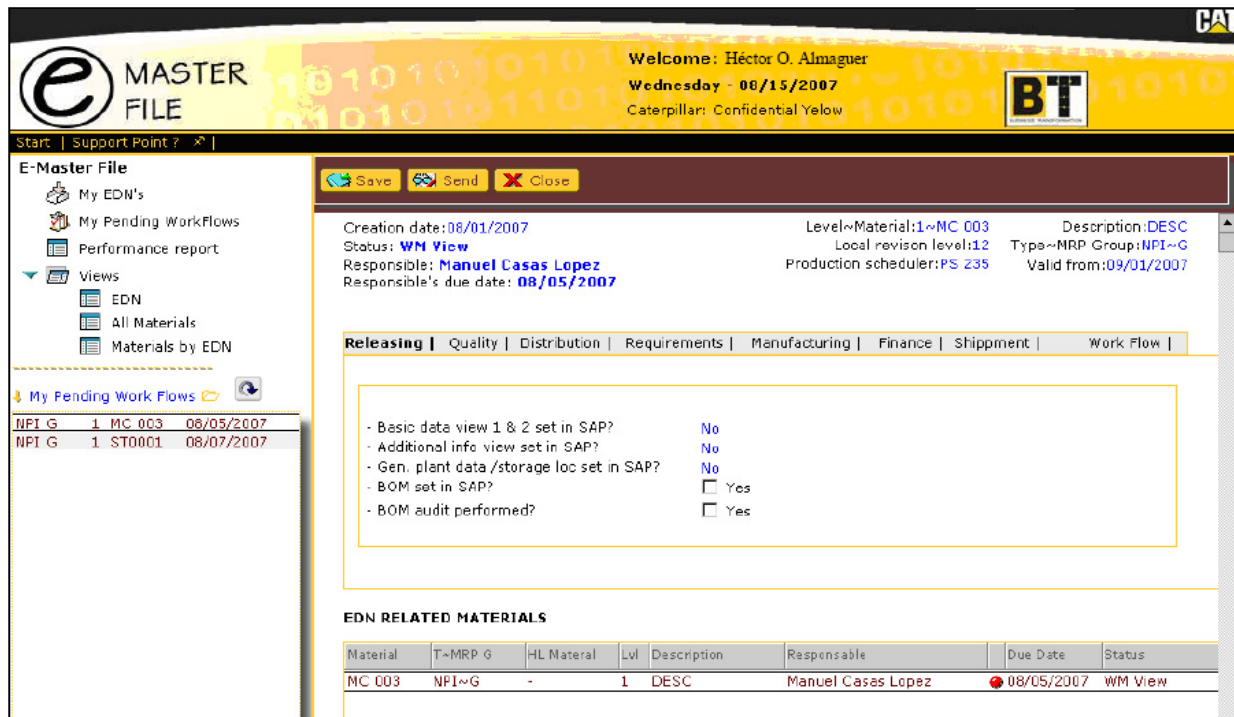 CAT
e MASTER FILE
Welcome: Héctor O. Almaguer
Wednesday - 08/15/2007
Caterpillar: Confidential Yelow
BT
Start | Support Point ? |
E-Master File
My EDN's
My Pending WorkFlows
Performance report
Views
EDN
All Materials
Materials by EDN
My Pending Work Flows
NPI G 1 MC 003 08/05/2007
NPI G 1 ST0001 08/07/2007
Save Send Close
Creation date:08/01/2007 Level~Material:1~MC 003 Description:DESC
Status: WM View Local revison level:12 Type~MRP Group:NPI~G
Responsible: Manuel Casas Lopez Production scheduler:PS 235 Valid from:09/01/2007
Responsible's due date: 08/05/2007
Releasing | Quality | Distribution | Requirements | Manufacturing | Finance | Shippment | Work Flow |
- Basic data view 1 & 2 set in SAP? No
- Additional info view set in SAP? No
- Gen. plant data /storage loc set in SAP? No
- BOM set in SAP? Yes
- BOM audit performed? Yes
EDN RELATED MATERIALS
Material T~MRP G HL Materal Lvl Description Responsable Due Date Status
MC 003 NPI~G - 1 DESC Manuel Casas Lopez 08/05/2007 WM View